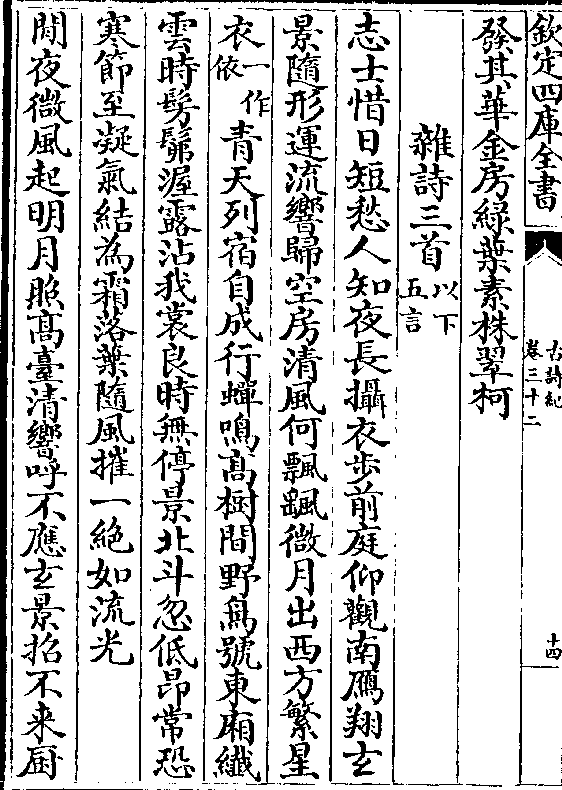 欽定四庫全書
古詩紀
卷三十二
十四
發其華金房緑葉素株翠柯
雜詩三首以下五言
志士惜日短愁人知夜長攝衣步前庭仰觀南鴈翔玄
景隨形運流響歸空房清風何飄颻微月出西方繁星
衣一作依青天列宿自成行蟬鳴髙樹間野鳥號東廂纎
雲時髣髴渥露沾我裳良時無停景北斗忽低昂常恐
寒節至凝氣結為霜落葉隨風摧一絶如流光
閒夜微風起明月照髙臺清響呼不應玄景招不来厨